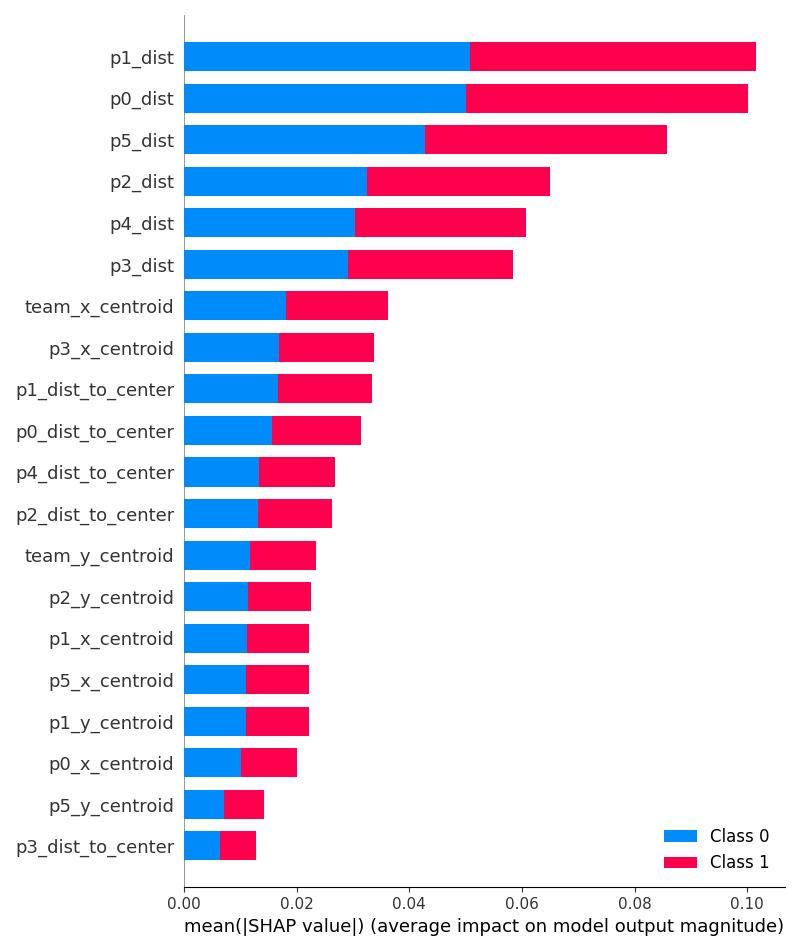 p1_dist
p0_dist
p5_dist
p2_dist
p4_dist
p3_dist
team_x_centroid
p3_x_centroid
p1_dist_to_center
p0_dist_to_center
p4_dist_to_center
p2_dist_to_center
team_y_centroid
p2_y_centroid
p1_x_centroid
p5_x_centroid
p1_y_centroid
p0_x_centroid
p5_y_centroid
p3_dist_to_center
Class 0
Class 1
0.00 0.02 0.04 0.06 0.08 0.10
mean(|SHAP value|) (average impact on model output magnitude)